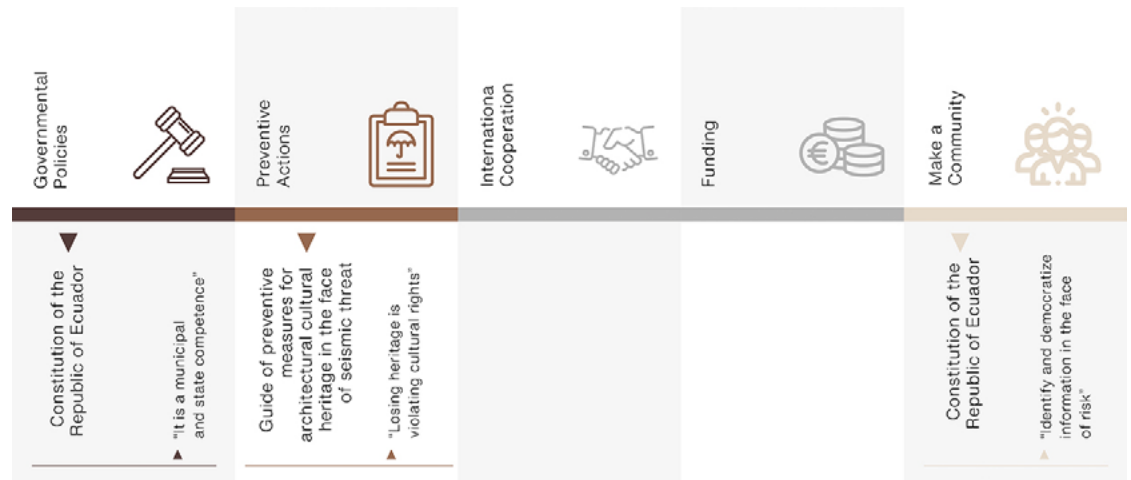 Governmental
Policies
Preventive
Actions
Internationa
Cooperation
Funding
Make a
Community
Constitution of the
Republic of Ecuador
"It is a municipal
and state competence"
Guide of preventive
measures for
architectural cultural
heritage in the face
of seismic threat
"Losing heritage is
violating cultural rights"
Constitution of the
Republic of Ecuador
"Identify and democratize
information in the face
of risk"